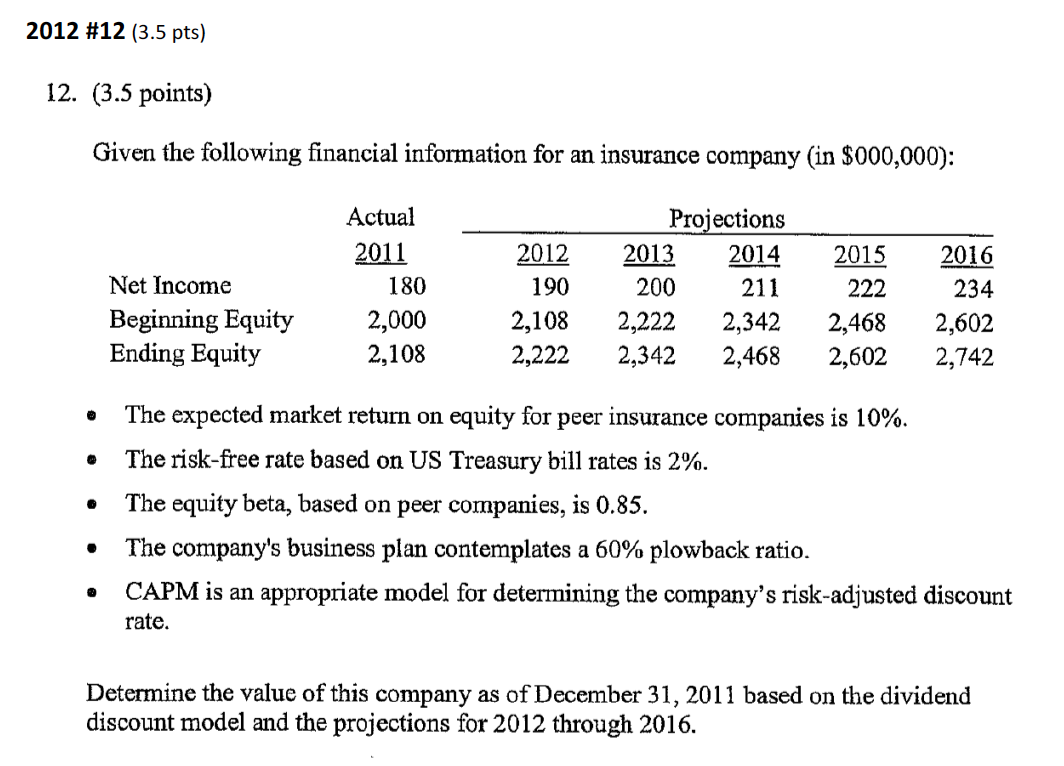 2012 #12 (3.5 pts)
12. (3.5 points)
Given the following financial information for an insurance company (in $000,000):
Actual Projections
2011 2012 2013 2014 2015 2016
Net Income 180 190 200 211 222 234
Beginning Equity 2,000 2,108 2,222 2,342 2,468 2,602
Ending Equity 2,108 2,222 2,342 2,468 2,602 2,742
• The expected market return on equity for peer insurance companies is 10%.
• The risk-free rate based on US Treasury bill rates is 2%.
• The equity beta, based on peer companies, is 0.85.
• The company's business plan contemplates a 60% plowback ratio.
• CAPM is an appropriate model for determining the company's risk-adjusted discount
rate.
Determine the value of this company as of December 31, 2011 based on the dividend
discount model and the projections for 2012 through 2016.